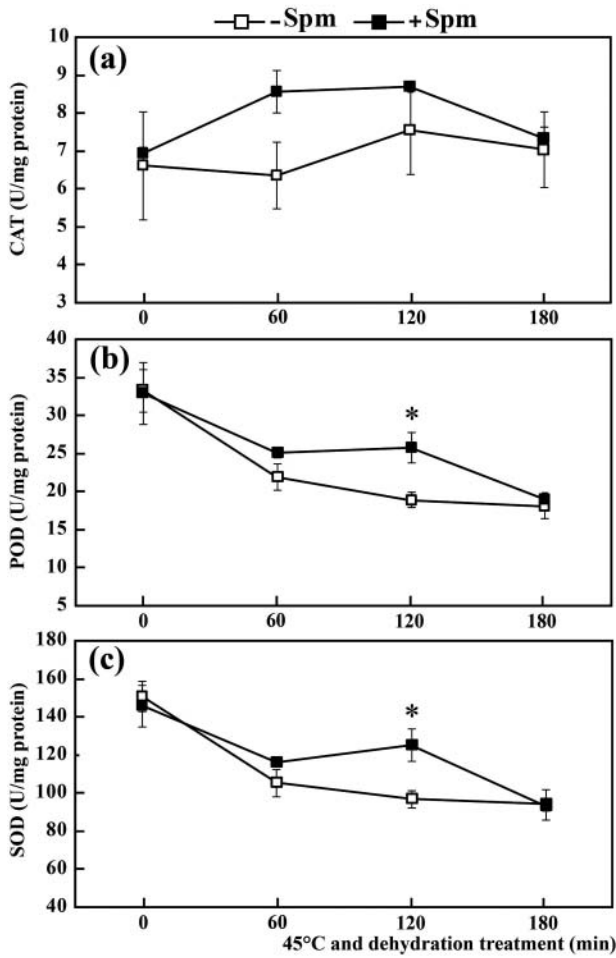 -Spm +Spm
(a)
CAT (U/mg protein)
9
8
7
6
5
4
3
0 60 120 180
(b)
POD (U/mg protein)
40
35
30
25
20
15
10
5
*
0 60 120 180
(c)
SOD (U/mg protein)
180
160
140
120
100
80
60
40
*
0 60 120 180
45°C and dehydration treatment (min)